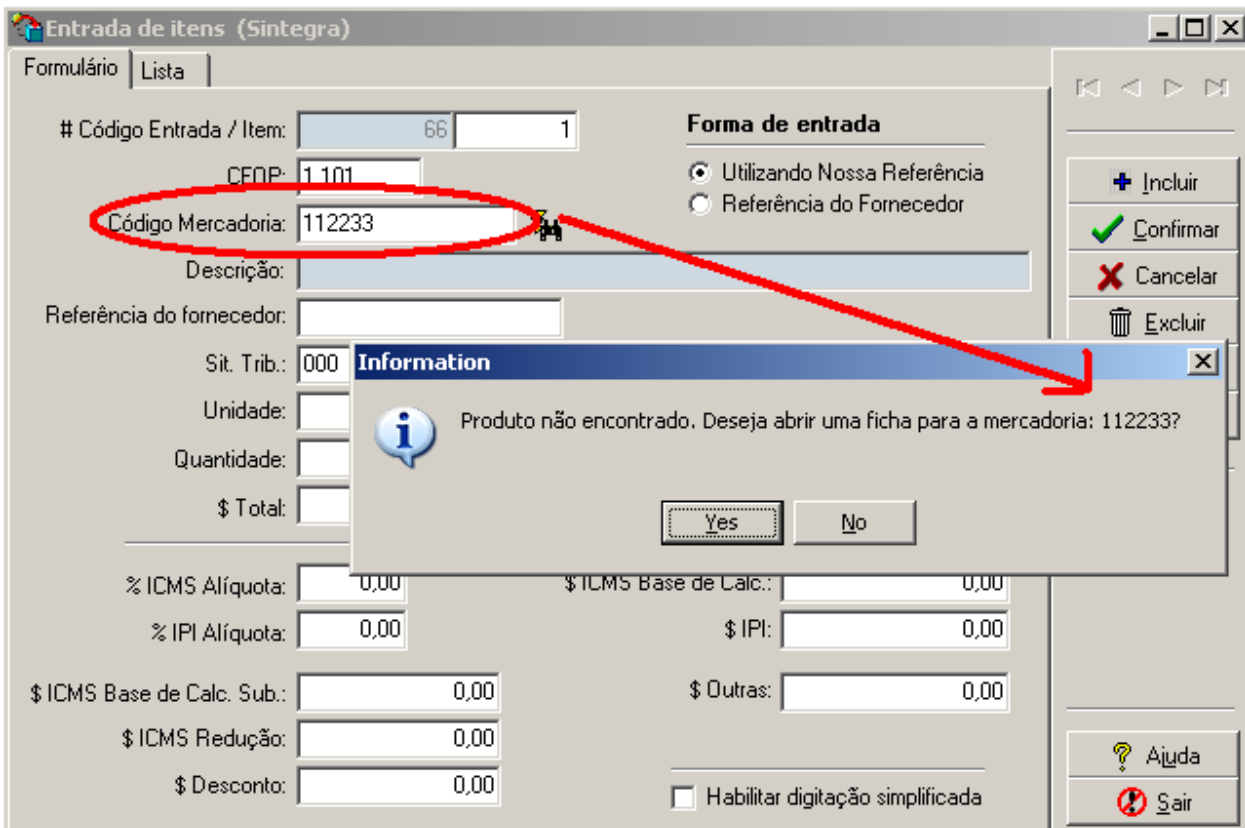 Entrada de itens (Sintegra)
Formulário Lista
# Código Entrada / Item: 66 1
Forma de entrada
CFOP: 1.101
Utilizando Nossa Referência
Código Mercadoria: 112233
Referência do Fornecedor
Descrição:
Referência do fornecedor:
Sit. Trib.: 000
Unidade:
Quantidade:
$ Total:
Information
Produto não encontrado. Deseja abrir uma ficha para a mercadoria: 112233?
Yes No
% ICMS Alíquota: 0,00
$ ICMS Base de Calc.: 0,00
% IPI Alíquota: 0,00
$ IPI: 0,00
$ ICMS Base de Calc. Sub.: 0,00
$ Outras: 0,00
$ ICMS Redução: 0,00
$ Desconto: 0,00
Habilitar digitação simplificada
Incluir
Confirmar
Cancelar
Excluir
Ajuda
Sair